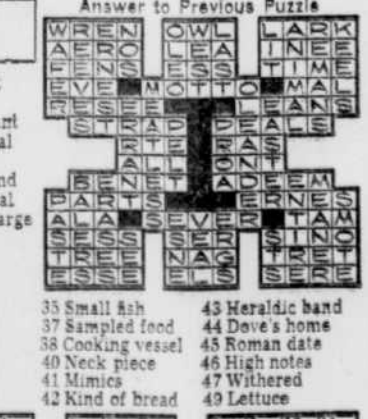 Answer to Previous Puzzle
WREN OWL LARK
AERO LEA INEE
FENS ESS TIME
EVE MOTTO MAL
RESEE LEANS
STRAP DEALS
RTE RAS
ALL ONT
BENET ADEEM
PARTS ERNES
ALA SEVER TAM
SESS SER SINO
TREE NAG TRET
ESSE ELS SERE
35 Small fish
37 Sampled food
38 Cooking vessel
40 Neck piece
41 Mimics
42 Kind of bread
43 Heraldic band
44 Dove's home
45 Roman date
46 High notes
47 Withered
49 Lettuce